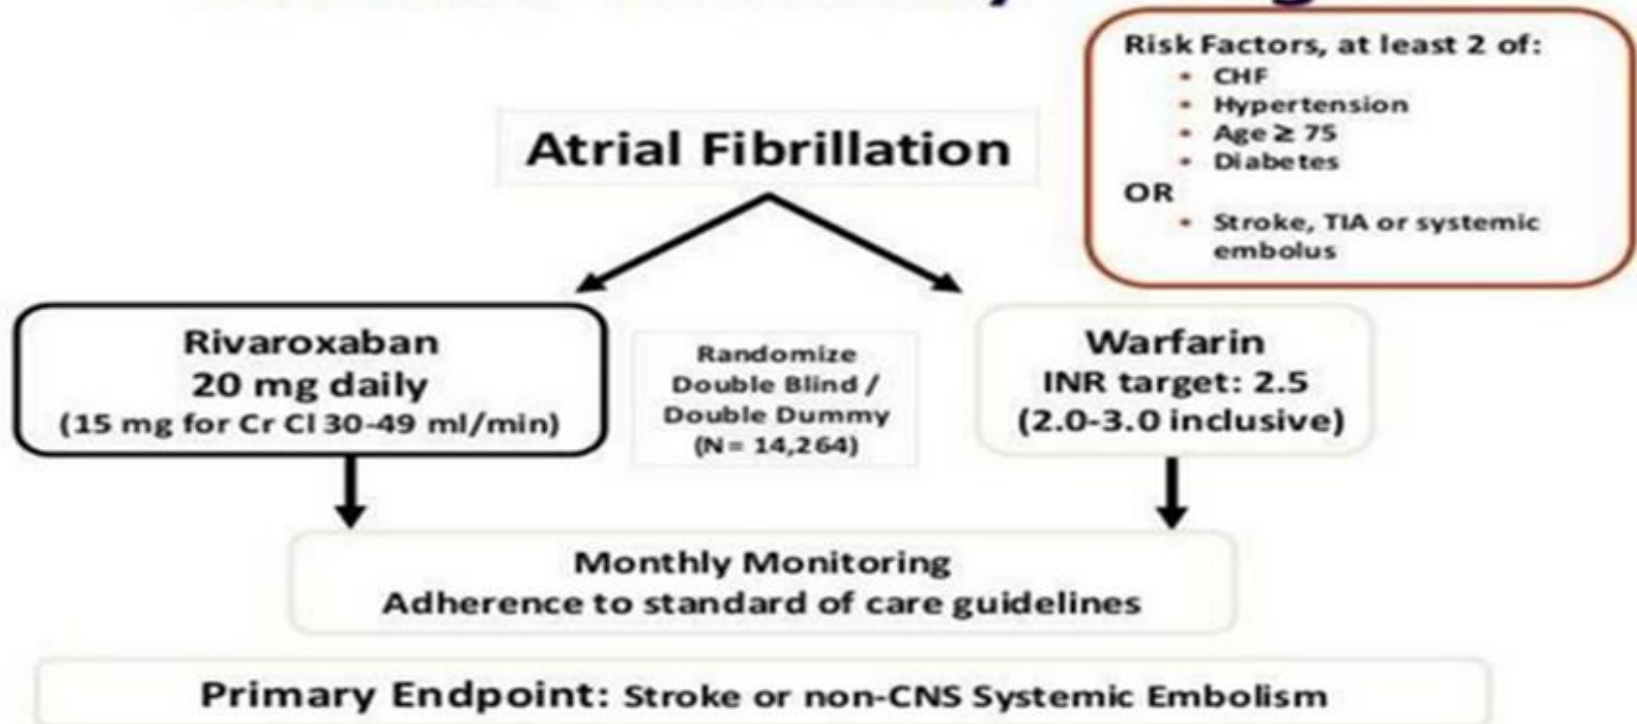 Risk Factors, at least 2 of:
• CHF
• Hypertension
• Age ≥ 75
• Diabetes
OR
• Stroke, TIA or systemic
embolus
Atrial Fibrillation
Rivaroxaban
20 mg daily
(15 mg for Cr Cl 30-49 ml/min)
Randomize
Double Blind /
Double Dummy
(N= 14,264)
Warfarin
INR target: 2.5
(2.0-3.0 inclusive)
Monthly Monitoring
Adherence to standard of care guidelines
Primary Endpoint: Stroke or non-CNS Systemic Embolism